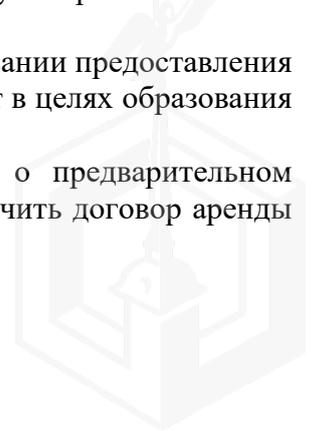 ании предоставления
в целях образования
о предварительном
чить договор аренды